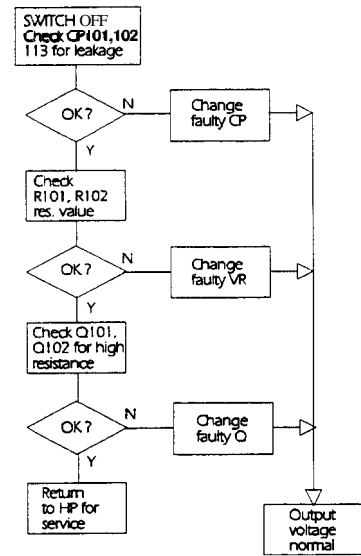 SWITCH OFF
Check CP101,102
113 for leakage
OK?
N
Change
faulty CP
Y
Check
R101, R102
res. value
OK?
N
Change
faulty VR
Y
Check Q101,
Q102 for high
resistance
OK?
N
Change
faulty Q
Y
Return
to HP for
service
Output
voltage
normal